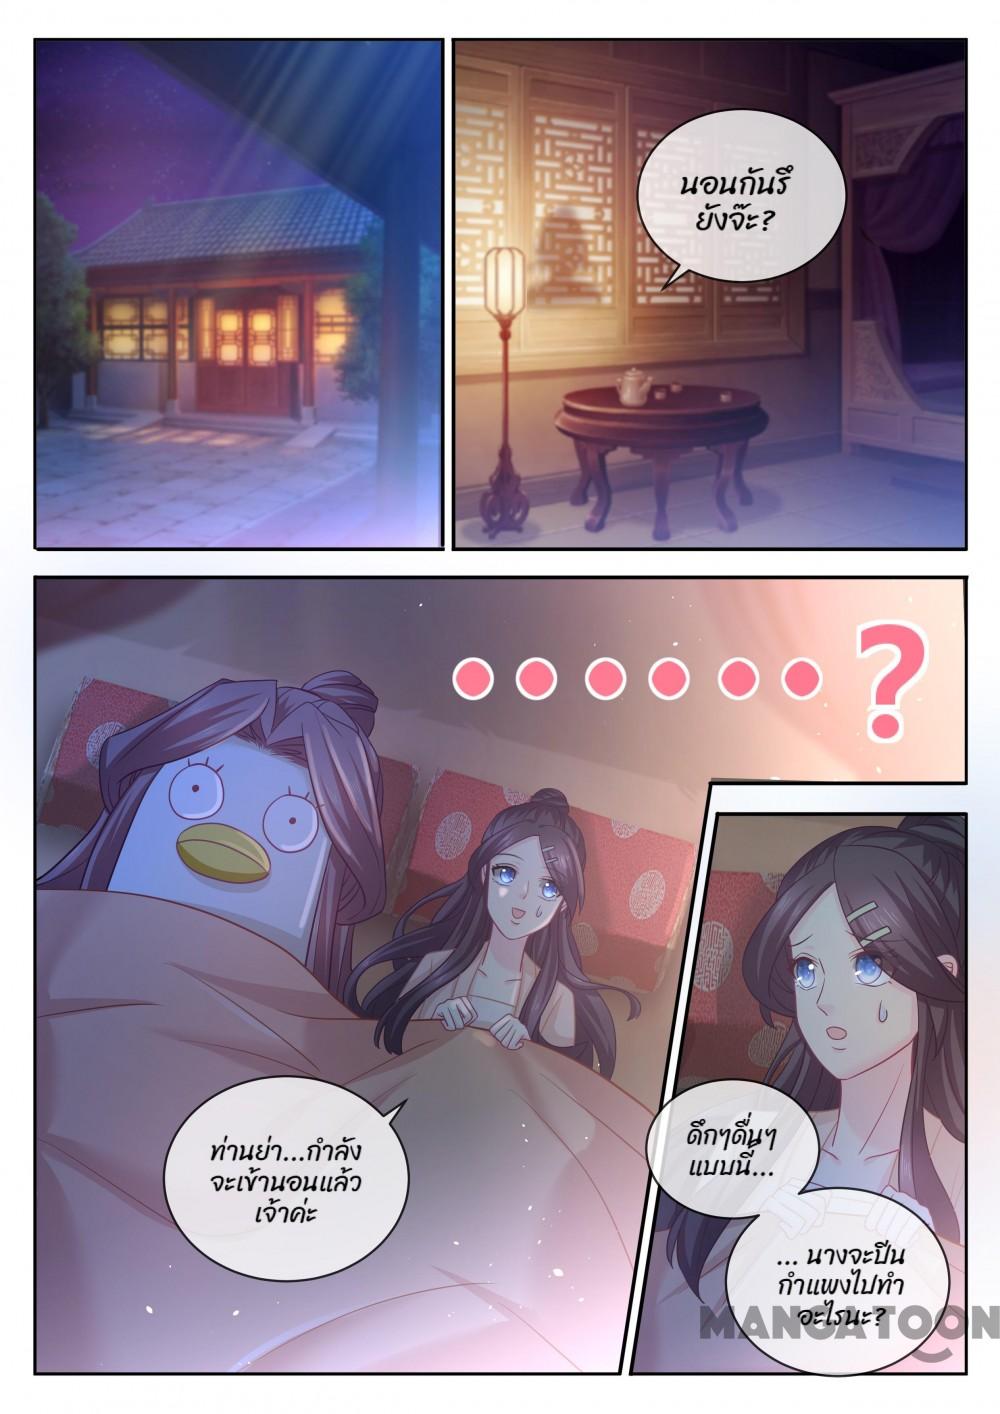 นอนกันรึ
ยังจ๊ะ?
••••••?
ท่านย่า...กำลัง
จะเข้านอนแล้ว
เจ้าค่ะ
ดึกๆดื่นๆ
แบบนี้...
... นางจะปีน
กำแพงไปทำ
อะไรนะ?
MANGATOON